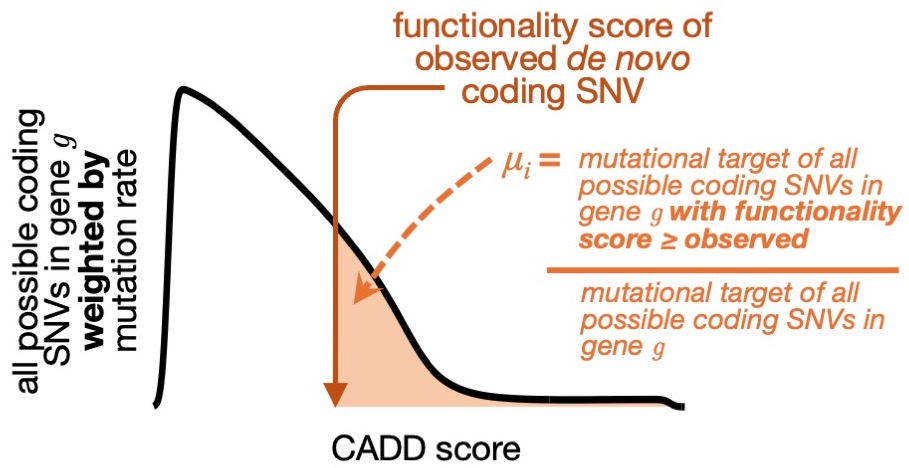 functionality score of
observed de novo
coding SNV
all possible coding
SNVs in gene g
weighted by
mutation rate
μi =
mutational target of all
possible coding SNVs in
gene g with functionality
score ≥ observed
mutational target of all
possible coding SNVs in
gene g
CADD score